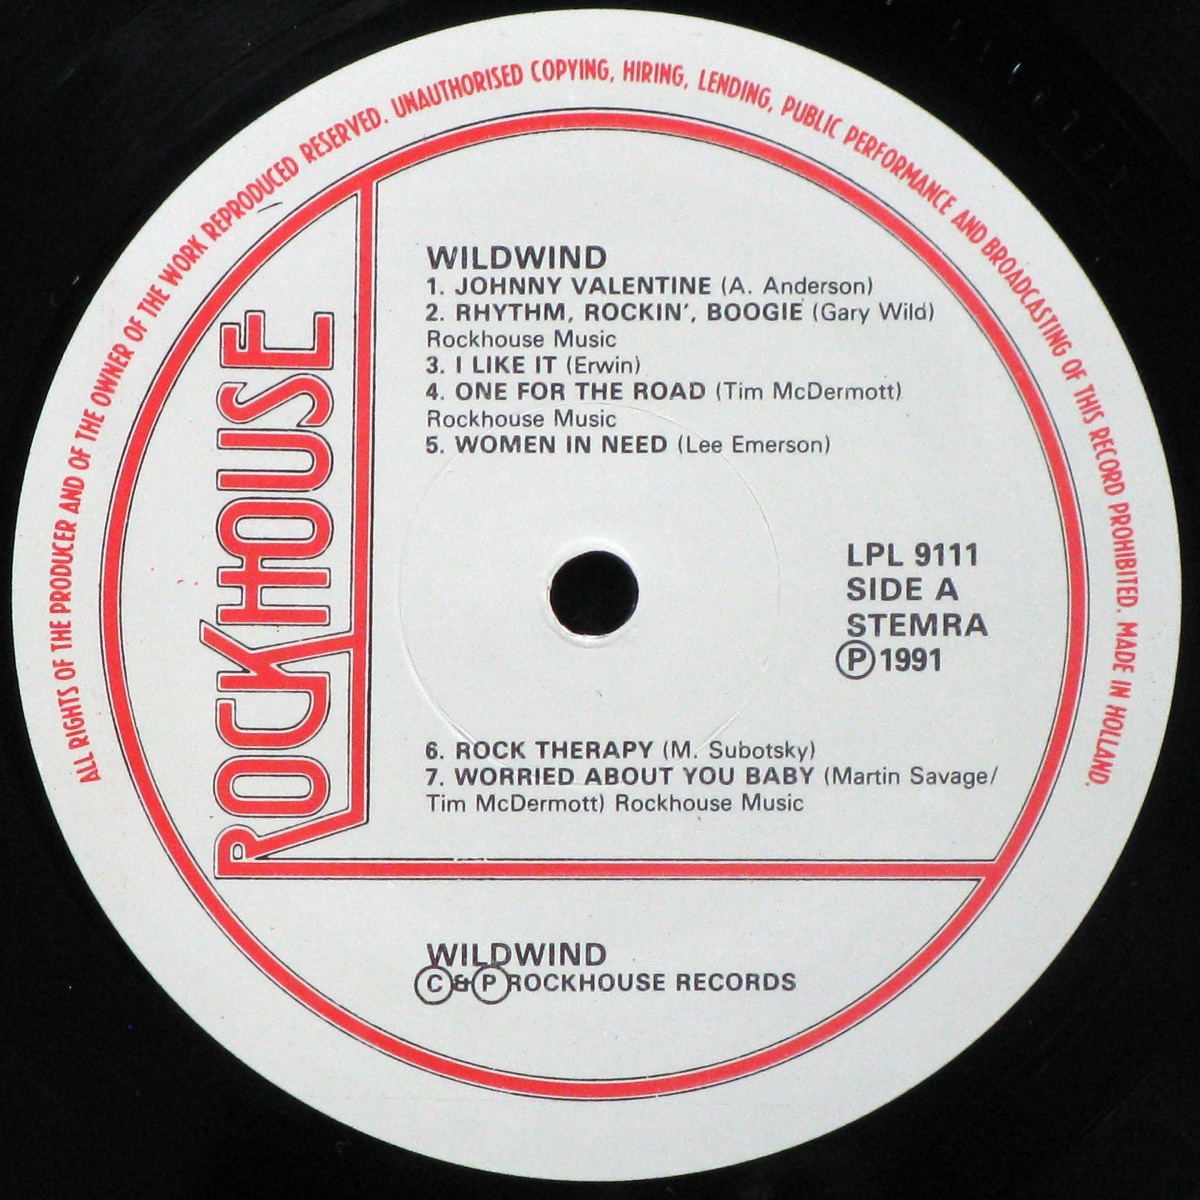 ALL RIGHTS OF THE PRODUCER AND OF THE OWNER OF THE WORK REPRODUCED RESERVED. UNAUTHORISED COPYING, HIRING, LENDING, PUBLIC PERFORMANCE AND BROADCASTING OF THIS RECORD PROHIBITED. MADE IN HOLLAND.
ROCKHOUSE
WILDWIND
1. JOHNNY VALENTINE (A. Anderson)
2. RHYTHM, ROCKIN', BOOGIE (Gary Wild)
Rockhouse Music
3. I LIKE IT (Erwin)
4. ONE FOR THE ROAD (Tim McDermott)
Rockhouse Music
5. WOMEN IN NEED (Lee Emerson)
LPL 9111
SIDE A
STEMRA
Ⓟ 1991
6. ROCK THERAPY (M. Subotsky)
7. WORRIED ABOUT YOU BABY (Martin Savage/
Tim McDermott) Rockhouse Music
WILDWIND
Ⓒ & Ⓟ ROCKHOUSE RECORDS